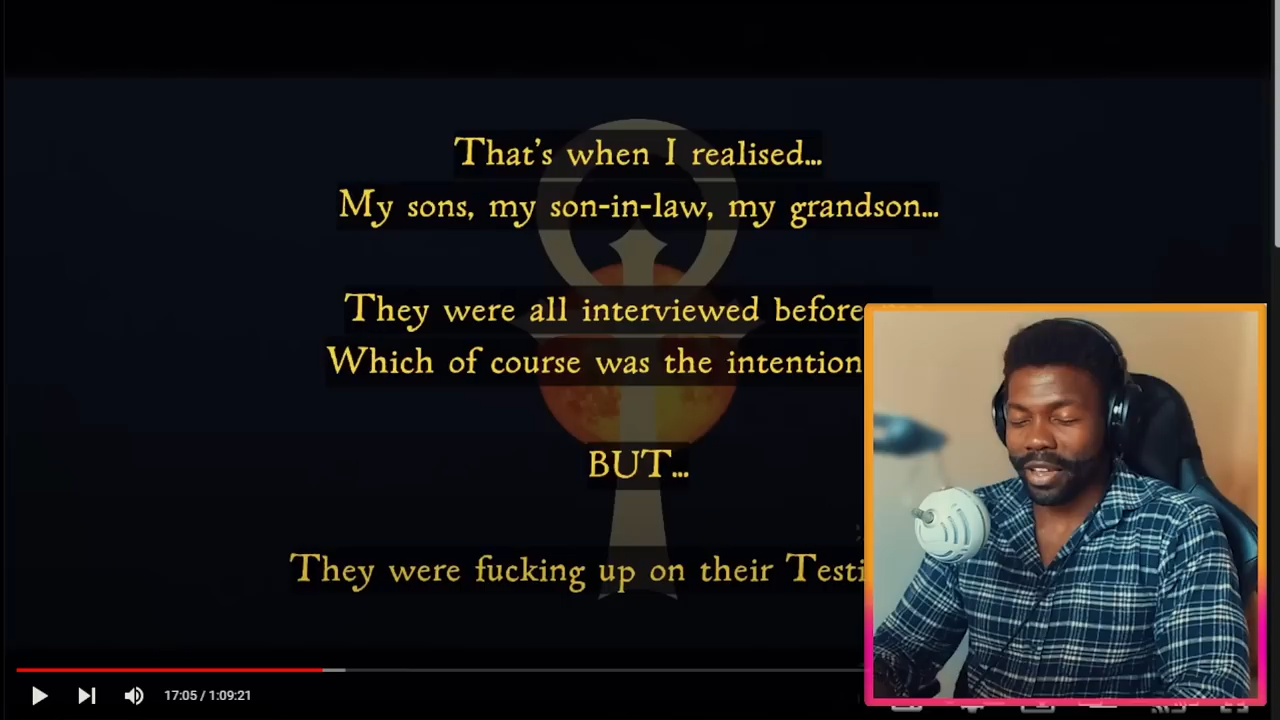 That's when I realised...
My sons, my son-in-law, my grandson...
They were all interviewed before
Which of course was the intention
BUT...
They were fucking up on their
17:05 / 1:09:21